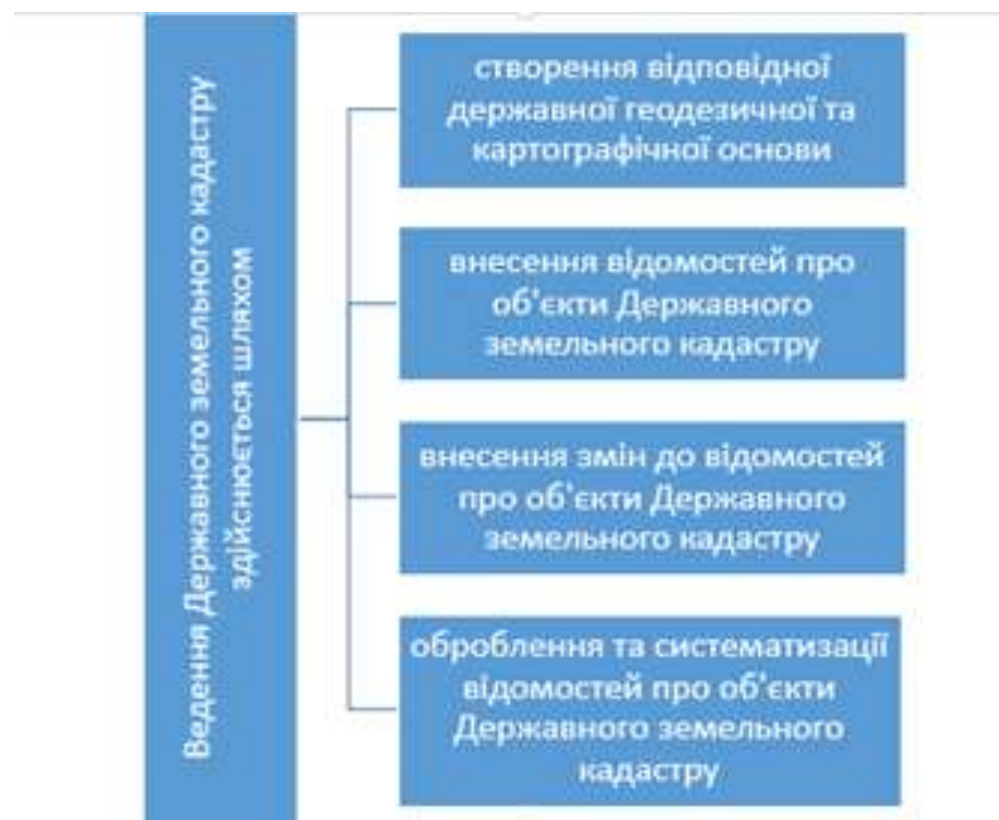 Ведення Державного земельного кадастру
здійснюється шляхом
створення відповідної
державної геодезичної та
картографічної основи
внесення відомостей про
об'єкти Державного
земельного кадастру
внесення змін до відомостей
про об'єкти Державного
земельного кадастру
оброблення та систематизації
відомостей про об'єкти
Державного земельного
кадастру